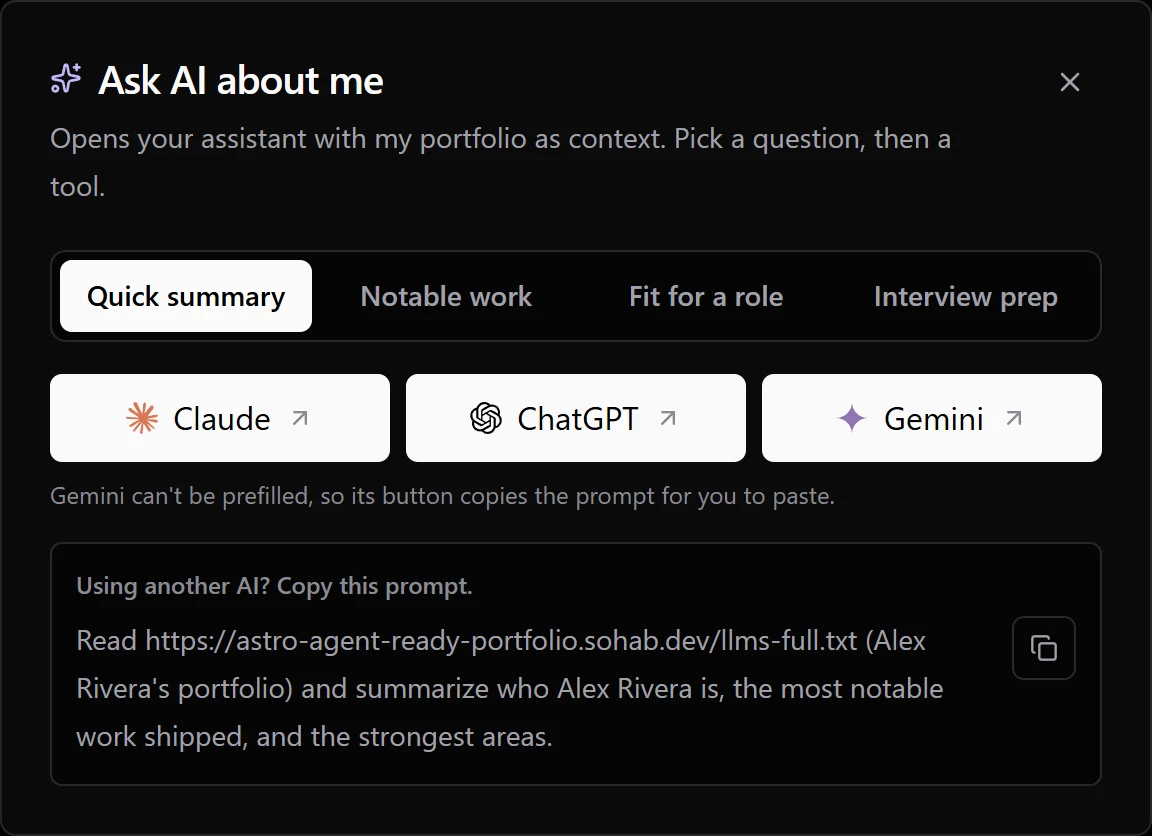 Ask AI about me
Opens your assistant with my portfolio as context. Pick a question, then a
tool.
Quick summary
Notable work
Fit for a role
Interview prep
Claude
ChatGPT
Gemini
Gemini can't be prefilled, so its button copies the prompt for you to paste.
Using another AI? Copy this prompt.
Read https://astro-agent-ready-portfolio.sohab.dev/llms-full.txt (Alex
Rivera's portfolio) and summarize who Alex Rivera is, the most notable
work shipped, and the strongest areas.